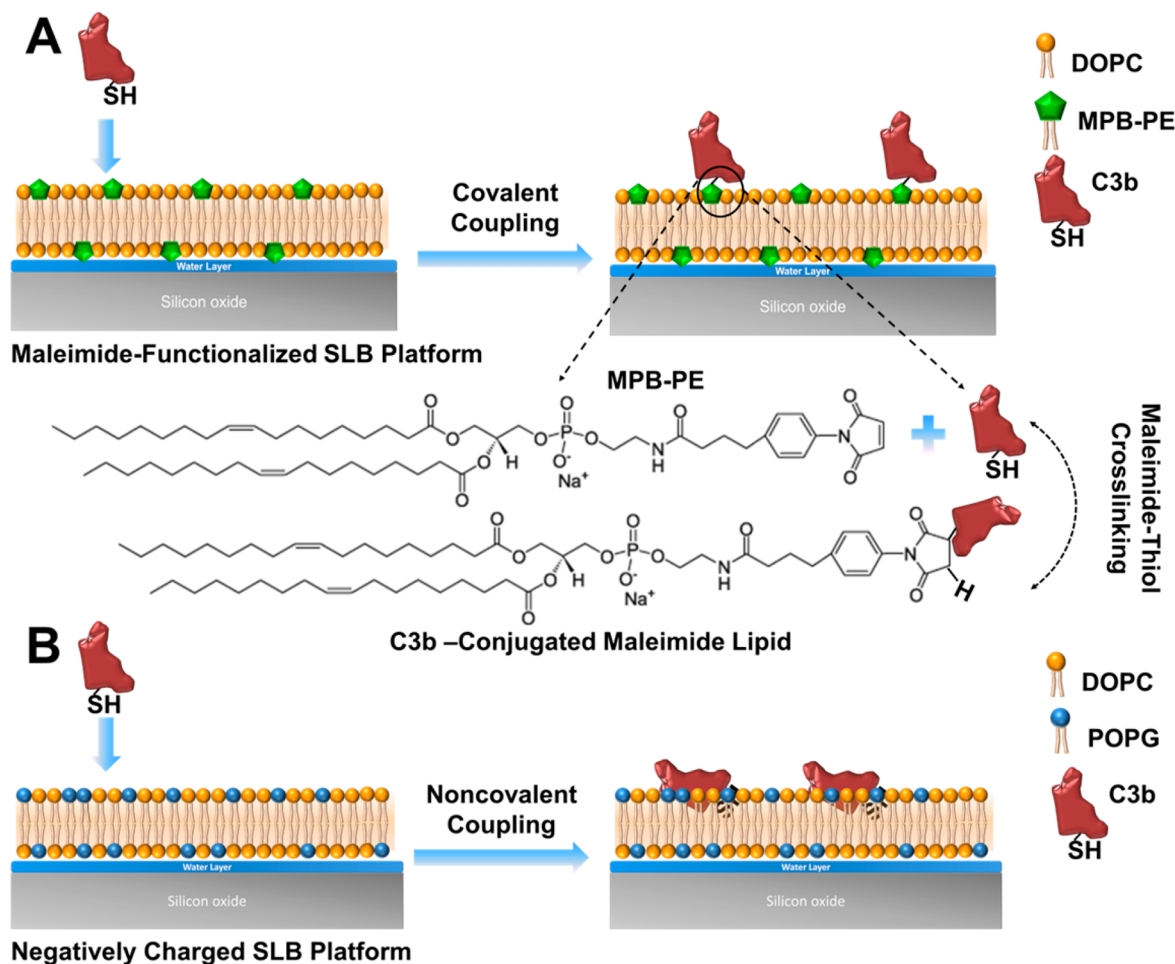 A
SH
DOPC
MPB-PE
C3b
SH
Covalent
Coupling
Water Layer
Silicon oxide
Water Layer
Silicon oxide
Maleimide-Functionalized SLB Platform
MPB-PE
O
O
O
O
O
P
O
O-
Na+
H
N
H
O
N
O
O
SH
Maleimide-Thiol
Crosslinking
O
O
O
O
O
P
O
O-
Na+
H
N
H
O
N
O
O
H
C3b –Conjugated Maleimide Lipid
B
SH
DOPC
POPG
C3b
SH
Noncovalent
Coupling
Water Layer
Silicon oxide
Water Layer
Silicon oxide
Negatively Charged SLB Platform